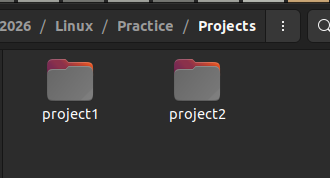 2026 / Linux / Practice / Projects
project1
project2